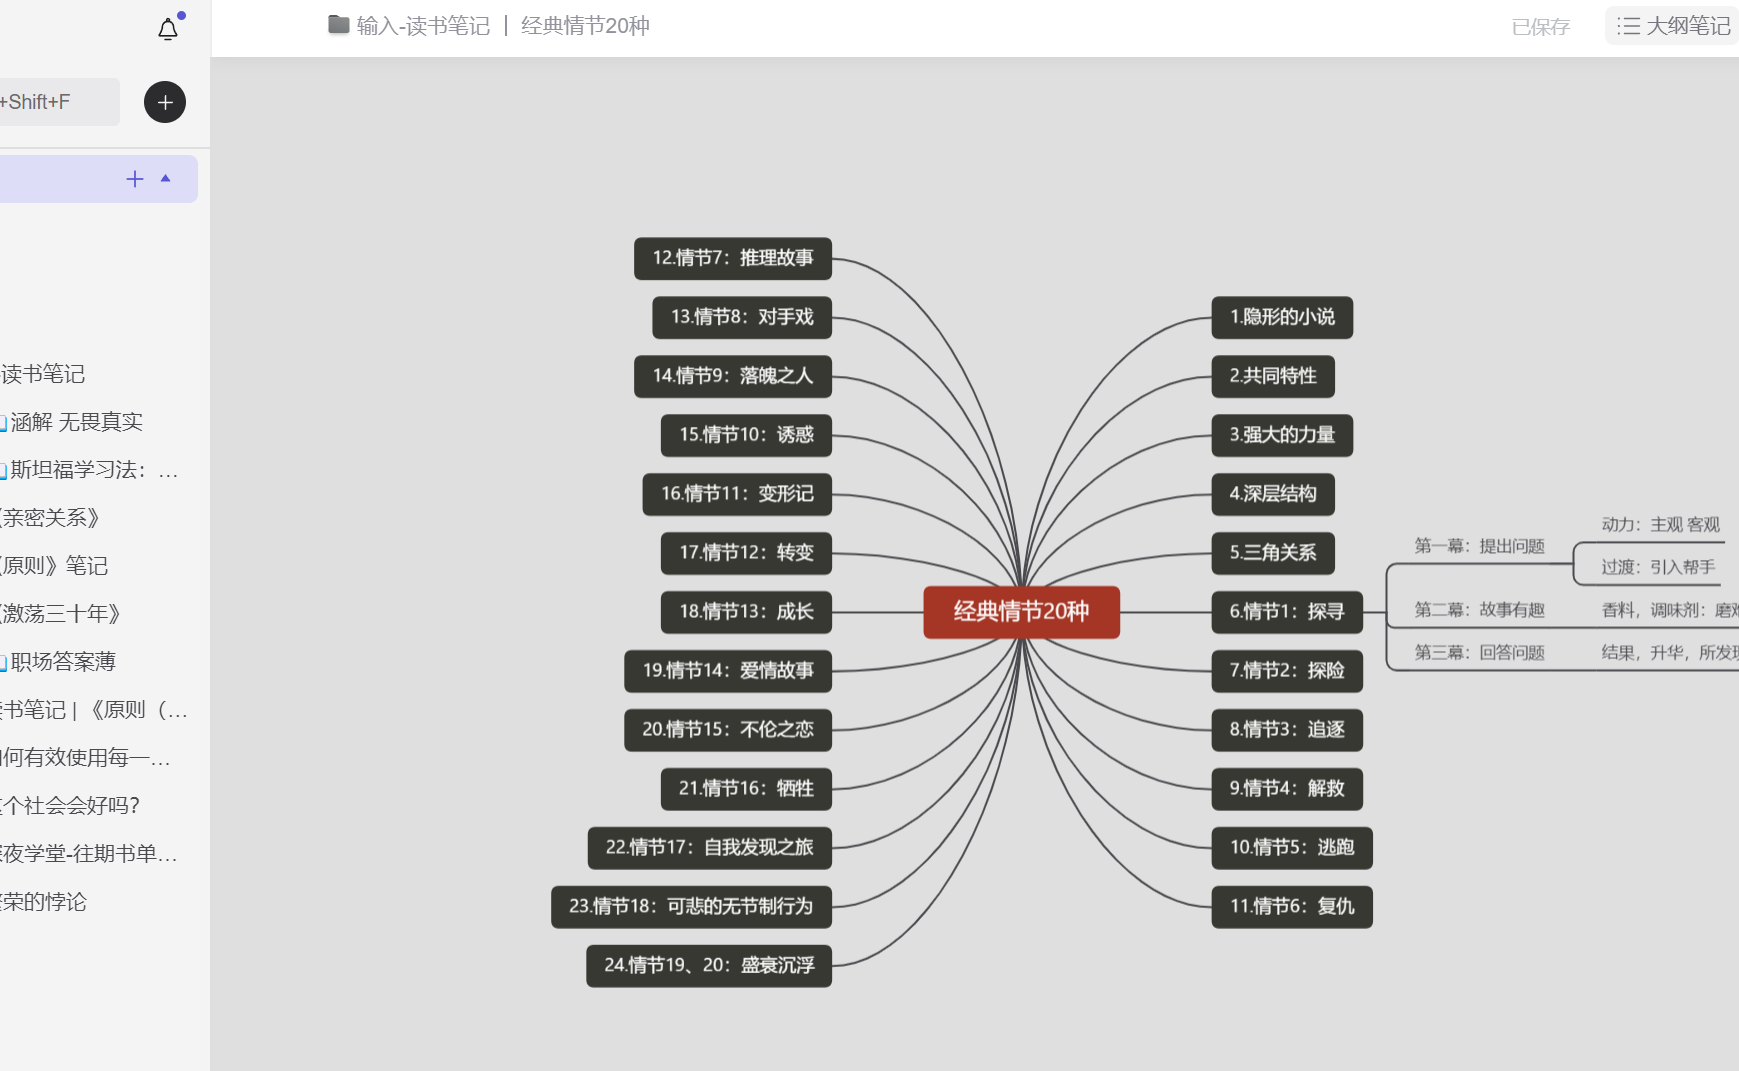 输入-读书笔记 | 经典情节20种
已保存
大纲笔记
+Shift+F
读书笔记
涵解 无畏真实
斯坦福学习法：...
《亲密关系》
《原则》笔记
《激荡三十年》
职场答案薄
书笔记 | 《原则（...
何有效使用每一...
个社会会好吗？
夜学堂-往期书单...
荣的悖论
12.情节7：推理故事
13.情节8：对手戏
14.情节9：落魄之人
15.情节10：诱惑
16.情节11：变形记
17.情节12：转变
18.情节13：成长
19.情节14：爱情故事
20.情节15：不伦之恋
21.情节16：牺牲
22.情节17：自我发现之旅
23.情节18：可悲的无节制行为
24.情节19、20：盛衰沉浮
经典情节20种
1.隐形的小说
2.共同特性
3.强大的力量
4.深层结构
5.三角关系
6.情节1：探寻
7.情节2：探险
8.情节3：追逐
9.情节4：解救
10.情节5：逃跑
11.情节6：复仇
第一幕：提出问题
动力：主观 客观
过渡：引入帮手
第二幕：故事有趣
香料，调味剂：磨
第三幕：回答问题
结果，升华，所发